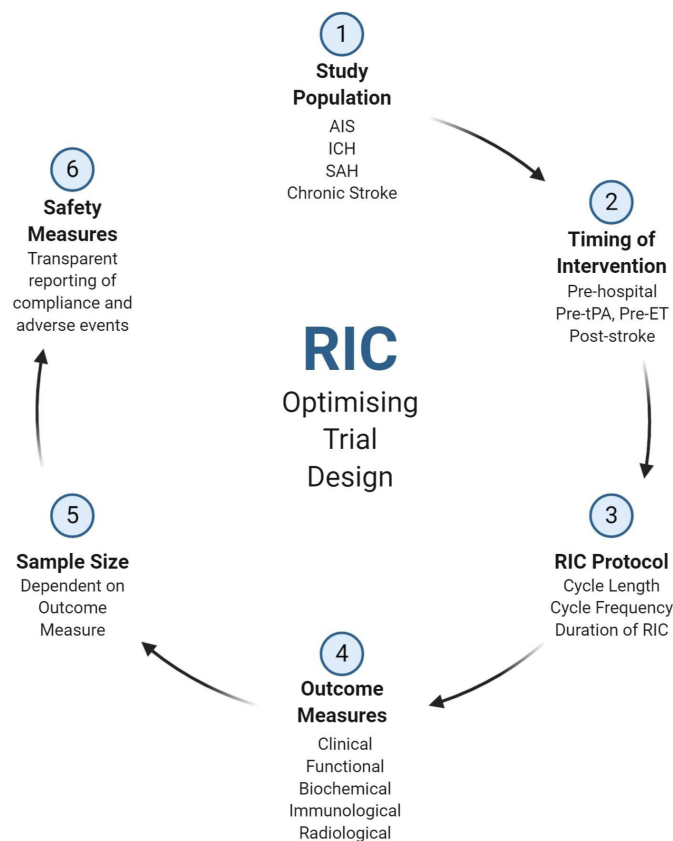 1
Study
Population
AIS
ICH
SAH
Chronic Stroke
2
Timing of
Intervention
Pre-hospital
Pre-tPA, Pre-ET
Post-stroke
3
RIC Protocol
Cycle Length
Cycle Frequency
Duration of RIC
4
Outcome
Measures
Clinical
Functional
Biochemical
Immunological
Radiological
5
Sample Size
Dependent on
Outcome
Measure
6
Safety
Measures
Transparent
reporting of
compliance and
adverse events
RIC
Optimising
Trial
Design